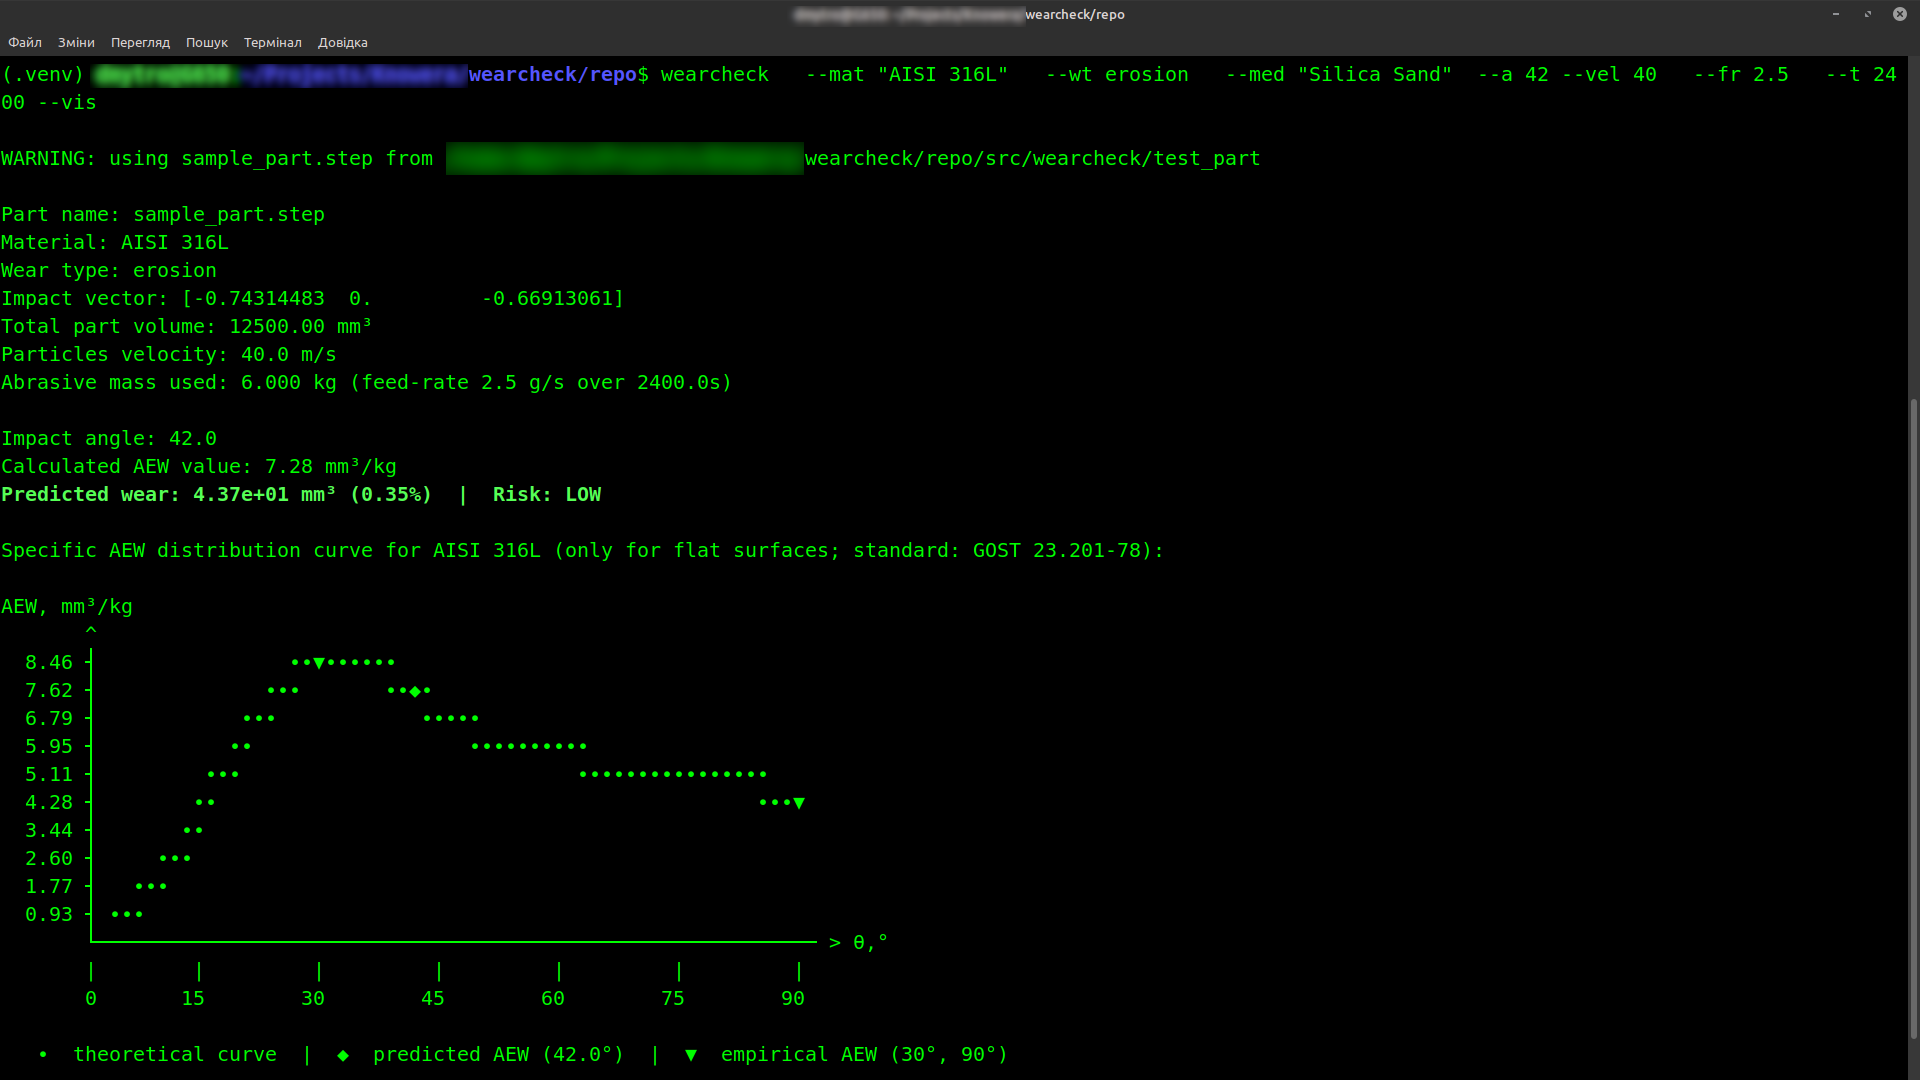 wearcheck/repo
Файл Зміни Перегляд Пошук Термінал Довідка
(.venv) wearcheck/repo$ wearcheck --mat "AISI 316L" --wt erosion --med "Silica Sand" --a 42 --vel 40 --fr 2.5 --t 24
00 --vis
WARNING: using sample_part.step from wearcheck/repo/src/wearcheck/test_part
Part name: sample_part.step
Material: AISI 316L
Wear type: erosion
Impact vector: [-0.74314483 0. -0.66913061]
Total part volume: 12500.00 mm³
Particles velocity: 40.0 m/s
Abrasive mass used: 6.000 kg (feed-rate 2.5 g/s over 2400.0s)
Impact angle: 42.0
Calculated AEW value: 7.28 mm³/kg
Predicted wear: 4.37e+01 mm³ (0.35%) | Risk: LOW
Specific AEW distribution curve for AISI 316L (only for flat surfaces; standard: GOST 23.201-78):
AEW, mm³/kg
^
8.46
7.62
6.79
5.95
5.11
4.28
3.44
2.60
1.77
0.93
> θ,°
0 15 30 45 60 75 90
• theoretical curve | ◆ predicted AEW (42.0°) | ▼ empirical AEW (30°, 90°)